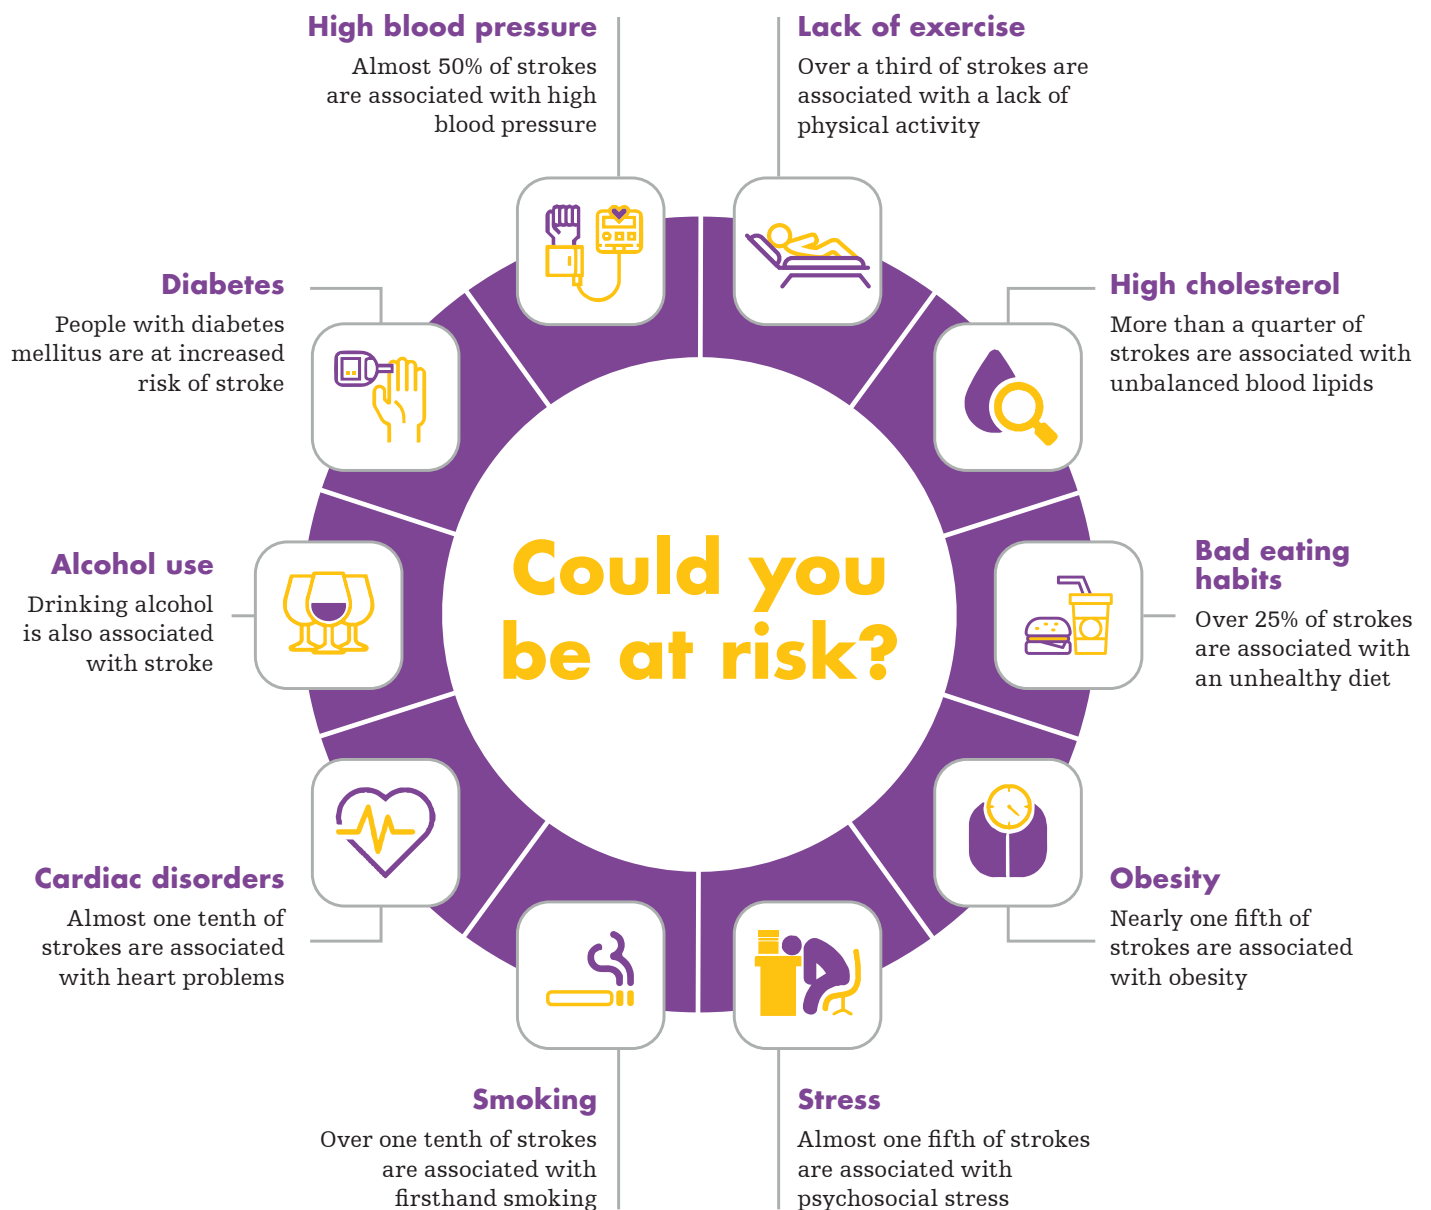 High blood pressure
Almost 50% of strokes
are associated with high
blood pressure
Lack of exercise
Over a third of strokes are
associated with a lack of
physical activity
Diabetes
People with diabetes
mellitus are at increased
risk of stroke
High cholesterol
More than a quarter of
strokes are associated with
unbalanced blood lipids
Could you
be at risk?
Alcohol use
Drinking alcohol
is also associated
with stroke
Bad eating
habits
Over 25% of strokes
are associated with
an unhealthy diet
Cardiac disorders
Almost one tenth of
strokes are associated
with heart problems
Obesity
Nearly one fifth of
strokes are associated
with obesity
Smoking
Over one tenth of strokes
are associated with
firsthand smoking
Stress
Almost one fifth of strokes
are associated with
psychosocial stress